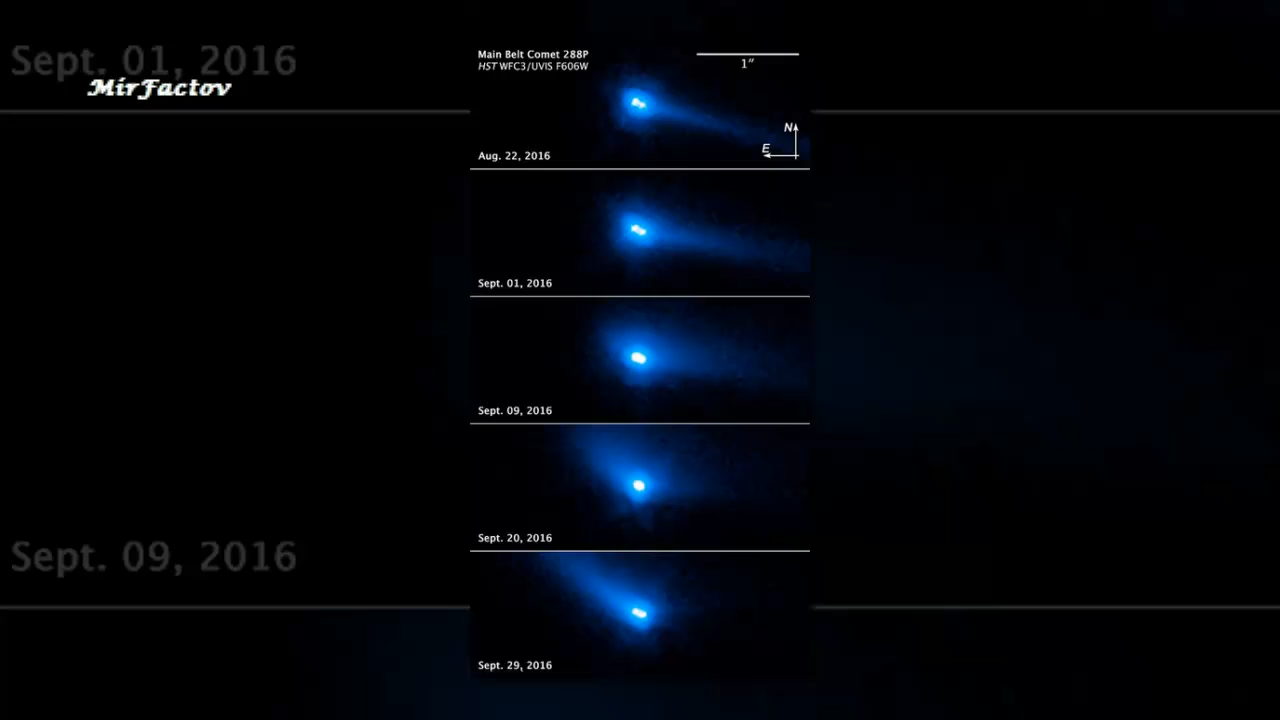 Sept. 01, 2016
MirFactov
Main Belt Comet 288P
HST WFC3/UVIS F606W
1"
N
E
Aug. 22, 2016
Sept. 01, 2016
Sept. 09, 2016
Sept. 20, 2016
Sept. 09, 2016
Sept. 29, 2016